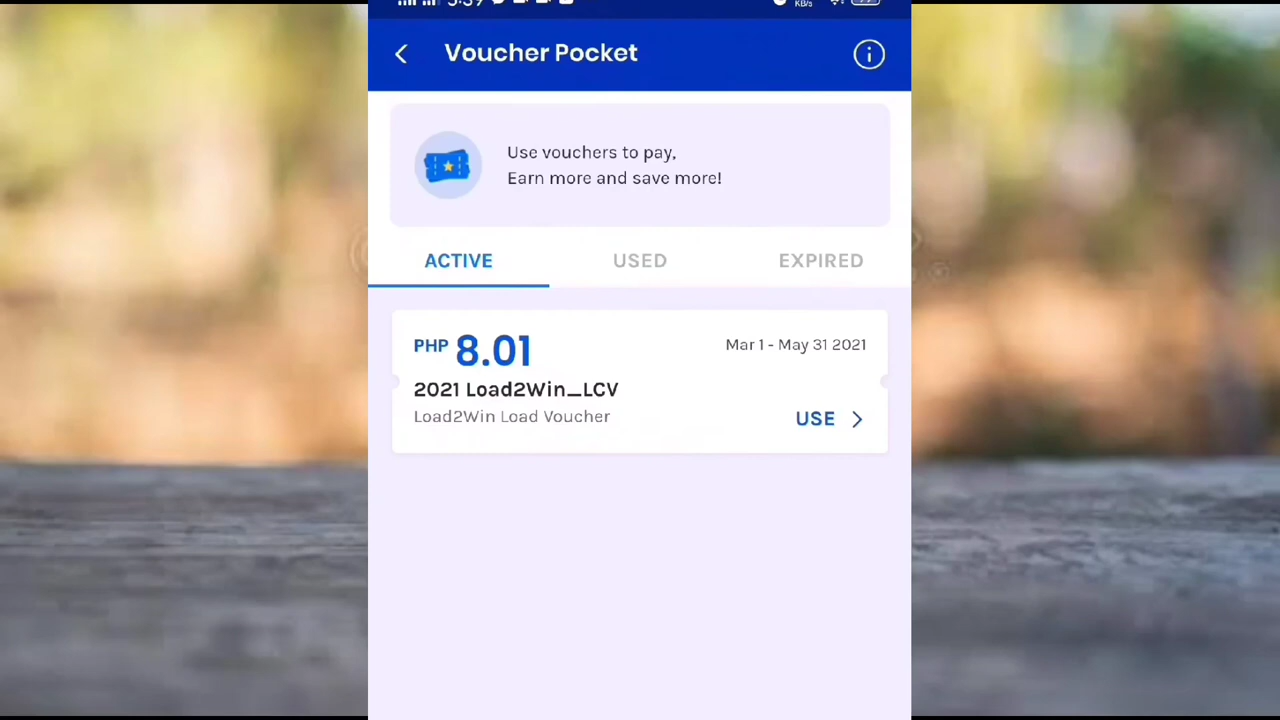 KB/s
Voucher Pocket
Use vouchers to pay,
Earn more and save more!
ACTIVE USED EXPIRED
PHP 8.01 Mar 1 - May 31 2021
2021 Load2Win_LCV
Load2Win Load Voucher
USE